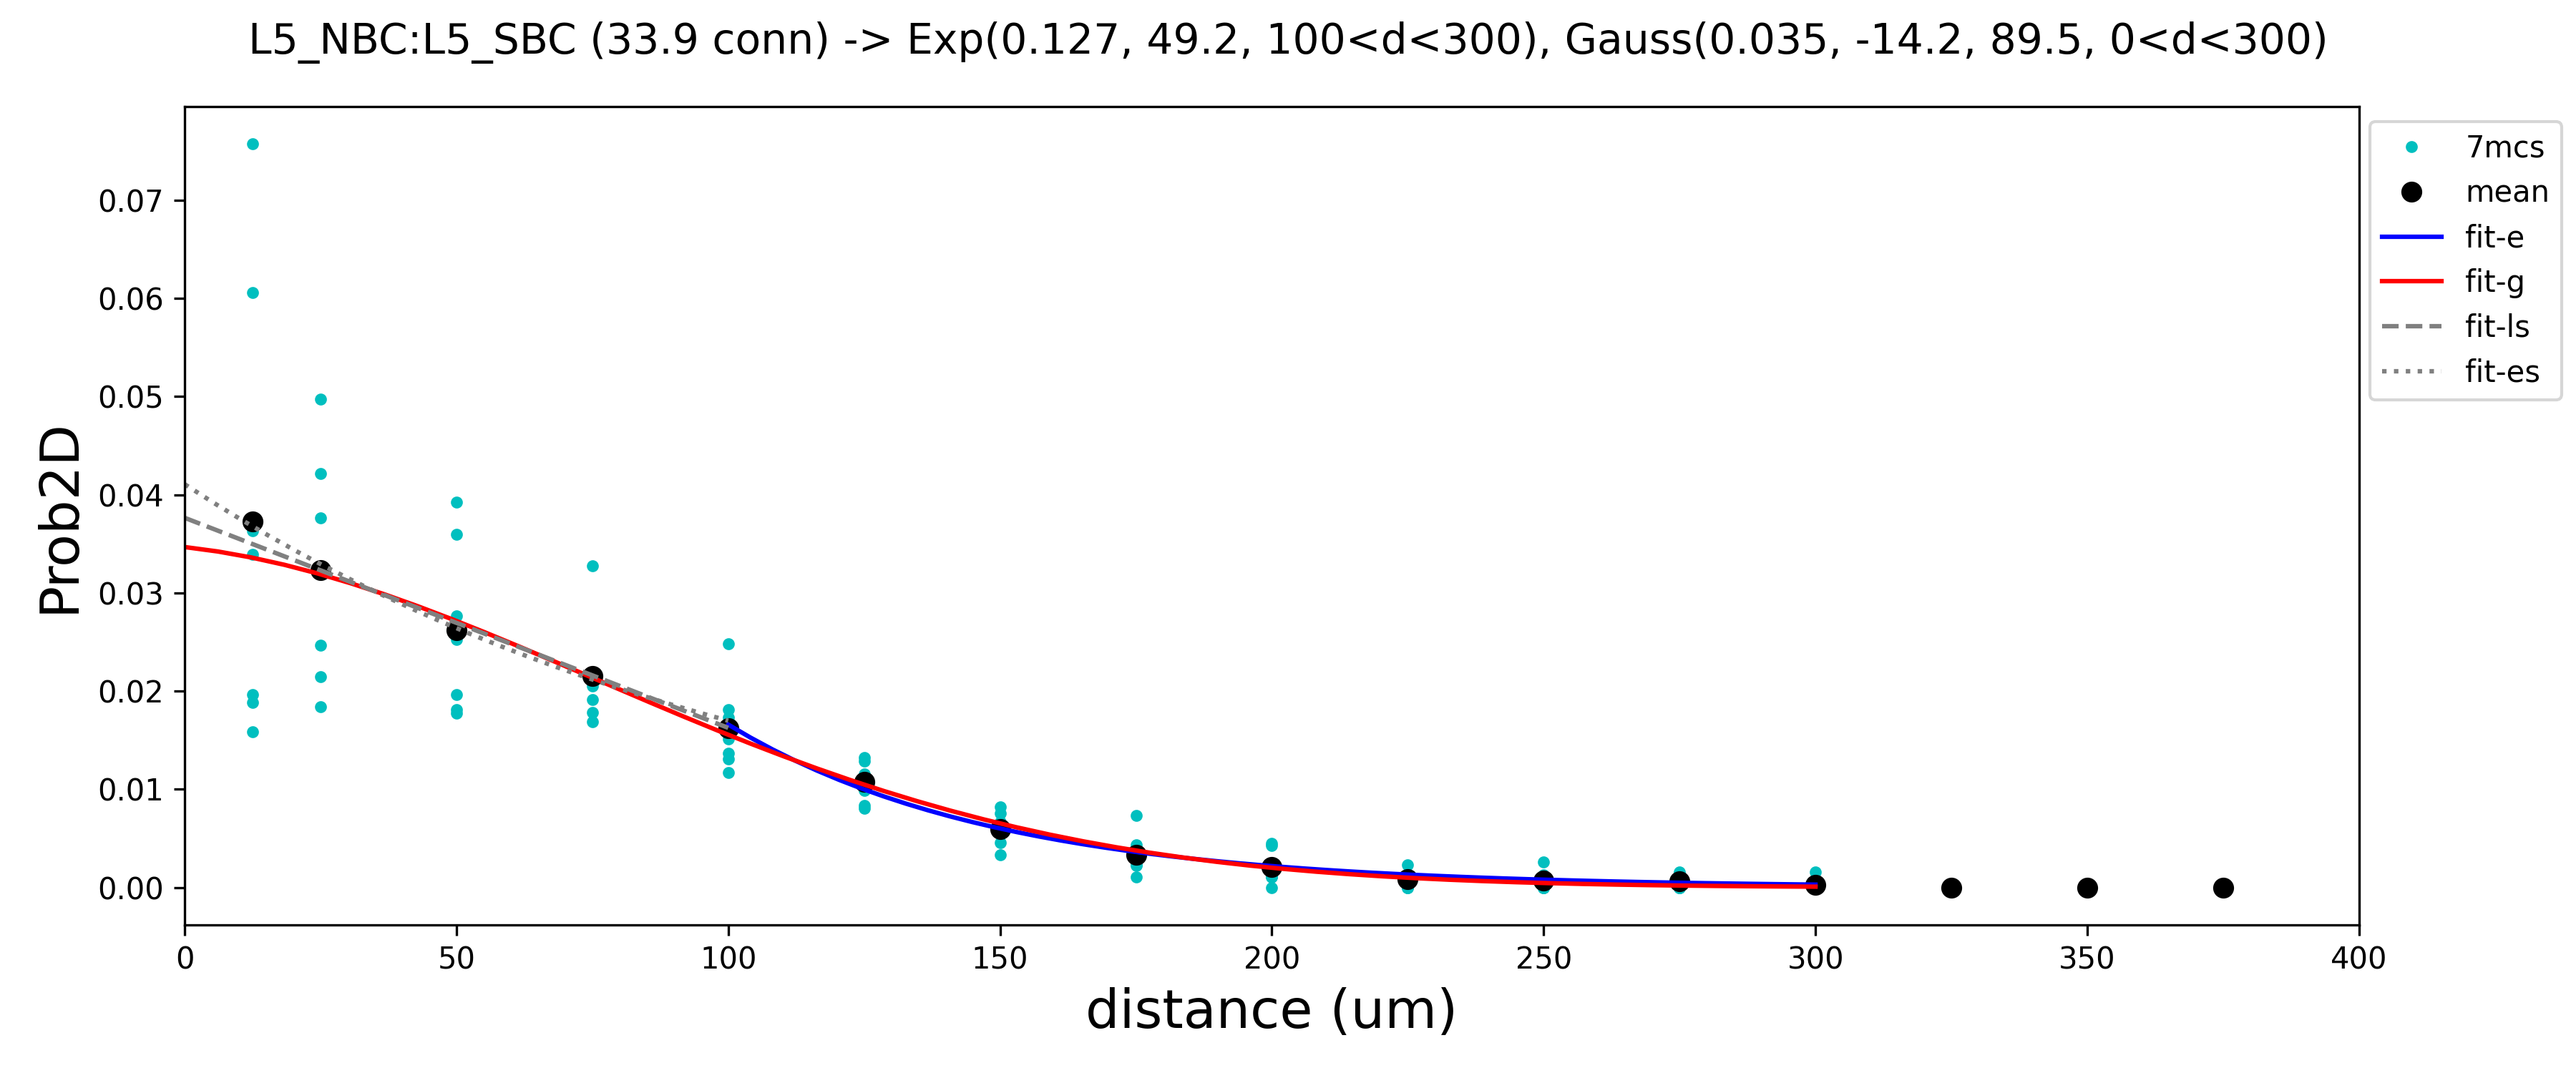 L5_NBC:L5_SBC (33.9 conn) -> Exp(0.127, 49.2, 100<d<300), Gauss(0.035, -14.2, 89.5, 0<d<300)
7mcs
mean
fit-e
fit-g
fit-ls
fit-es
Prob2D
0.07
0.06
0.05
0.04
0.03
0.02
0.01
0.00
0 50 100 150 200 250 300 350 400
distance (um)